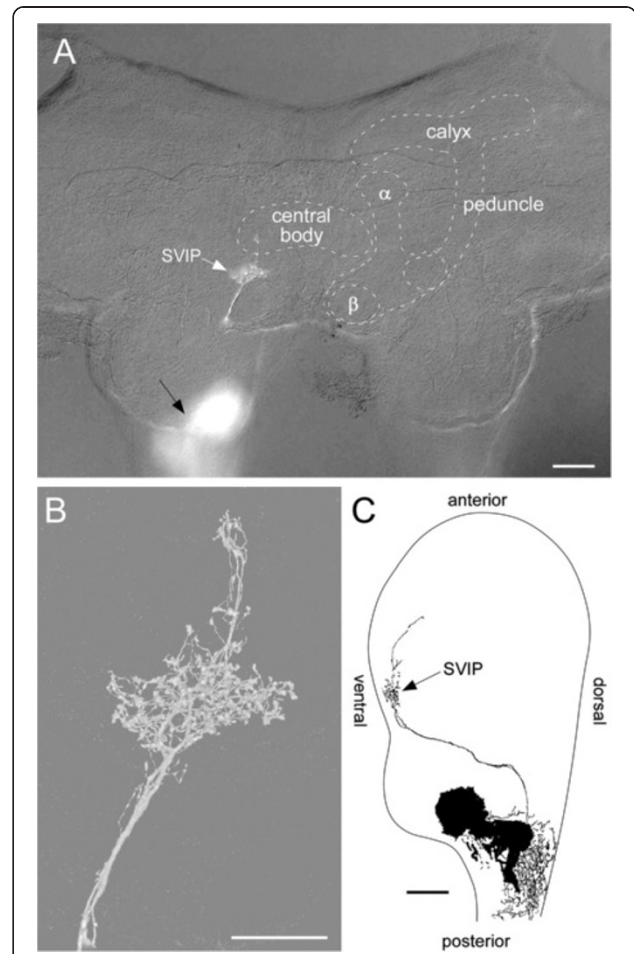 A
calyx
α
peduncle
central
body
SVIP
β
B
C
anterior
SVIP
ventral
dorsal
posterior